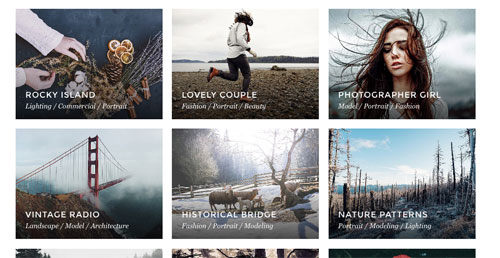 ROCKY ISLAND
Lighting / Commercial / Portrait
LOVELY COUPLE
Fashion / Portrait / Beauty
PHOTOGRAPHER GIRL
Model / Portrait / Fashion
VINTAGE RADIO
Landscape / Model / Architecture
HISTORICAL BRIDGE
Fashion / Portrait / Modeling
NATURE PATTERNS
Portrait / Modeling / Lighting